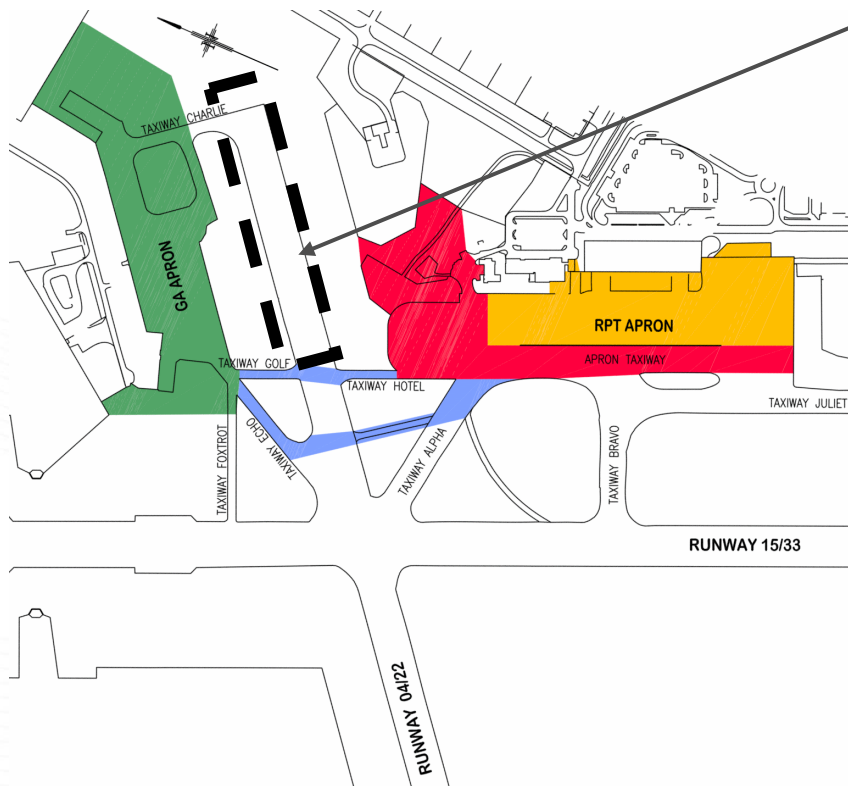 TAXIWAY CHARLIE
GA APRON
RPT APRON
APRON TAXIWAY
TAXIWAY GOLF
TAXIWAY HOTEL
TAXIWAY JULIET
TAXIWAY FOXTROT
TAXIWAY ECHO
TAXIWAY ALPHA
TAXIWAY BRAVO
RUNWAY 15/33
RUNWAY 04/22